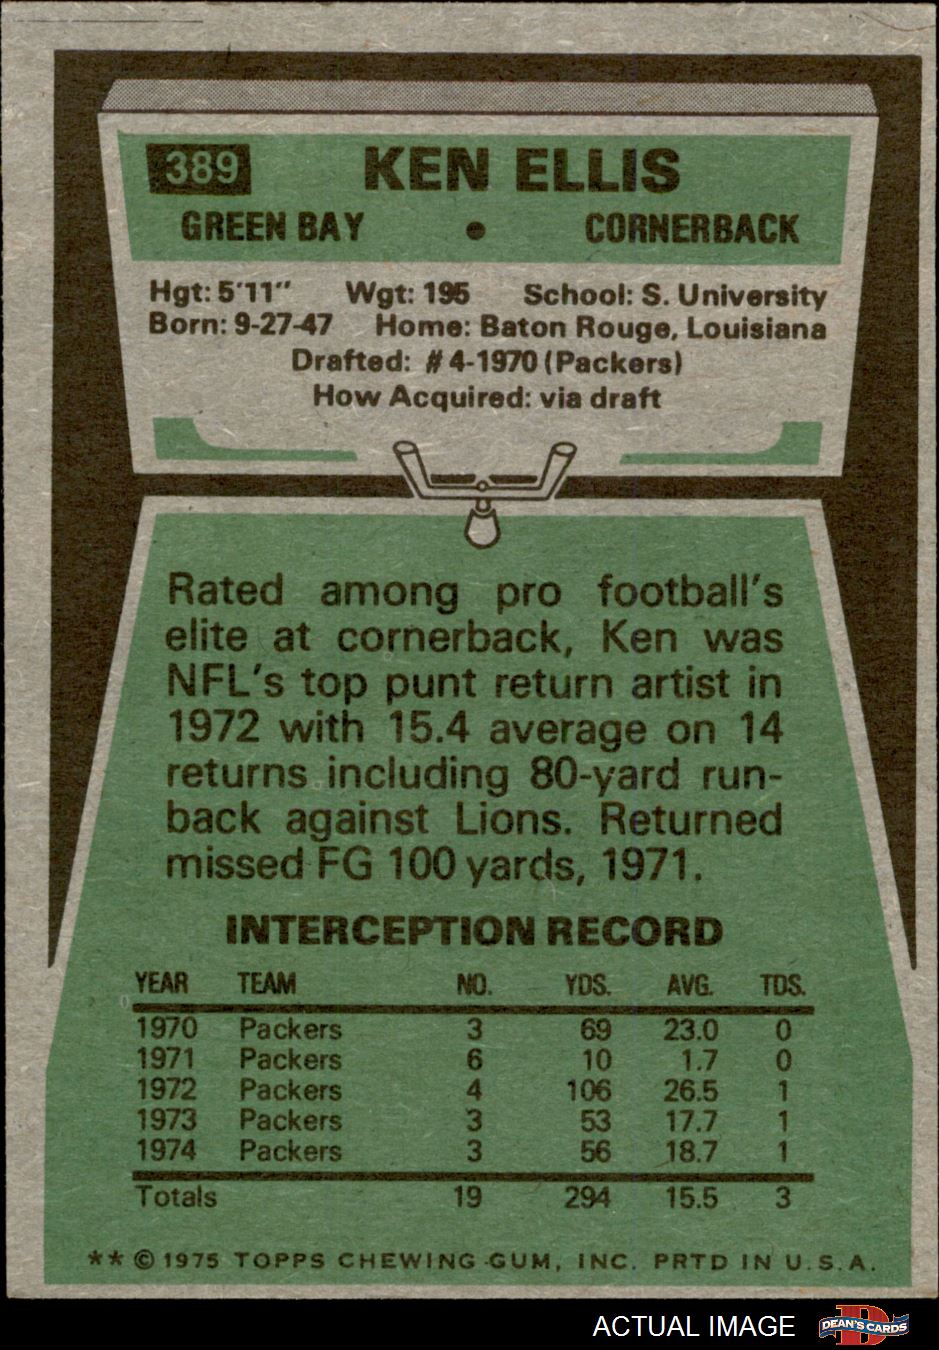 389 KEN ELLIS
GREEN BAY • CORNERBACK
Hgt: 5'11" Wgt: 195 School: S. University
Born: 9-27-47 Home: Baton Rouge, Louisiana
Drafted: #4-1970 (Packers)
How Acquired: via draft
Rated among pro football's
elite at cornerback, Ken was
NFL's top punt return artist in
1972 with 15.4 average on 14
returns including 80-yard run-
back against Lions. Returned
missed FG 100 yards, 1971.
INTERCEPTION RECORD
YEAR TEAM NO. YDS. AVG. TDS.
1970 Packers 3 69 23.0 0
1971 Packers 6 10 1.7 0
1972 Packers 4 106 26.5 1
1973 Packers 3 53 17.7 1
1974 Packers 3 56 18.7 1
Totals 19 294 15.5 3
** © 1975 TOPPS CHEWING GUM, INC. PRTD IN U.S.A.
ACTUAL IMAGE D DEAN'S CARDS